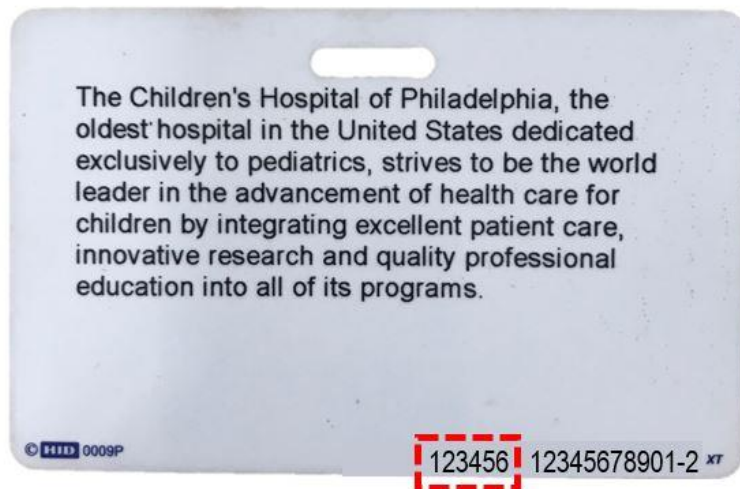 The Children's Hospital of Philadelphia, the
oldest hospital in the United States dedicated
exclusively to pediatrics, strives to be the world
leader in the advancement of health care for
children by integrating excellent patient care,
innovative research and quality professional
education into all of its programs.
© HID 0009P 123456 12345678901-2 XT